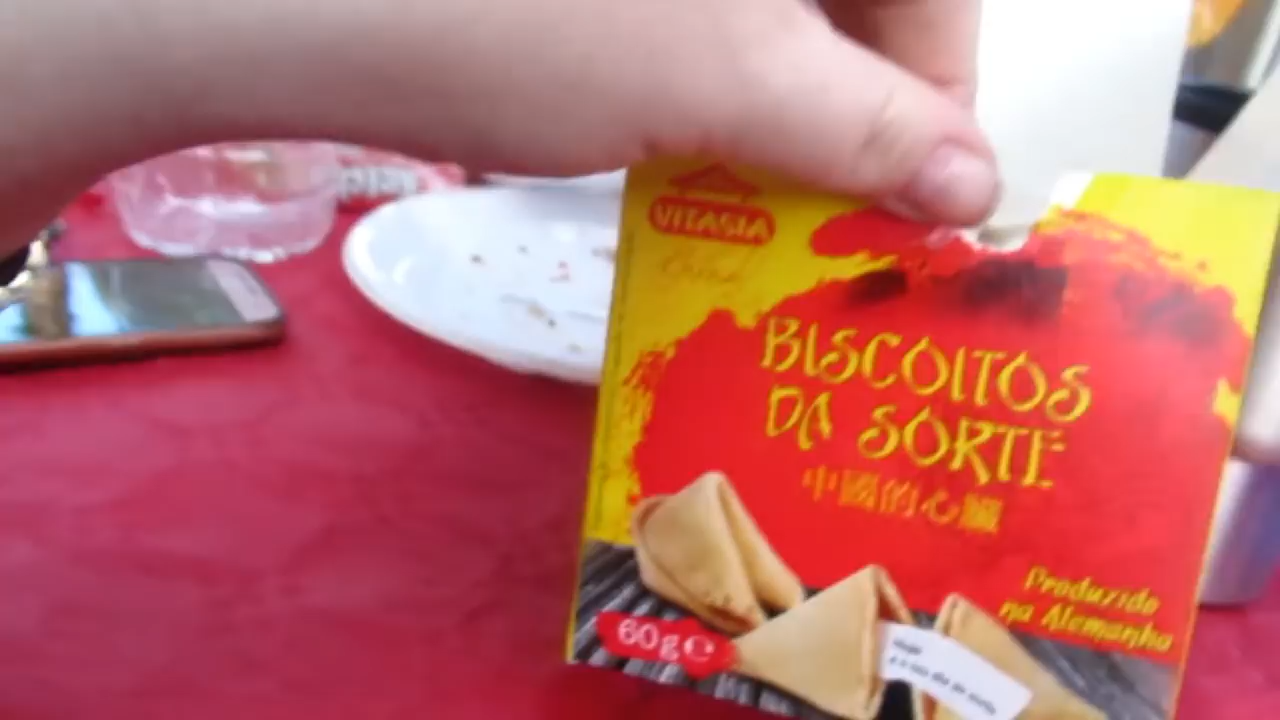 VITASIA
BISCOITOS
DA SORTE
中國的心臟
Produzido
na Alemanha
60g e